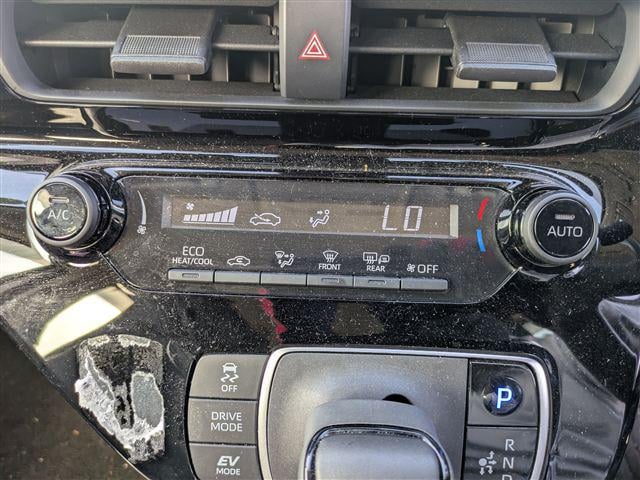 A/C
LO
AUTO
ECO
HEAT/COOL
FRONT
REAR
OFF
OFF
DRIVE
MODE
EV
MODE
P
R
N
D